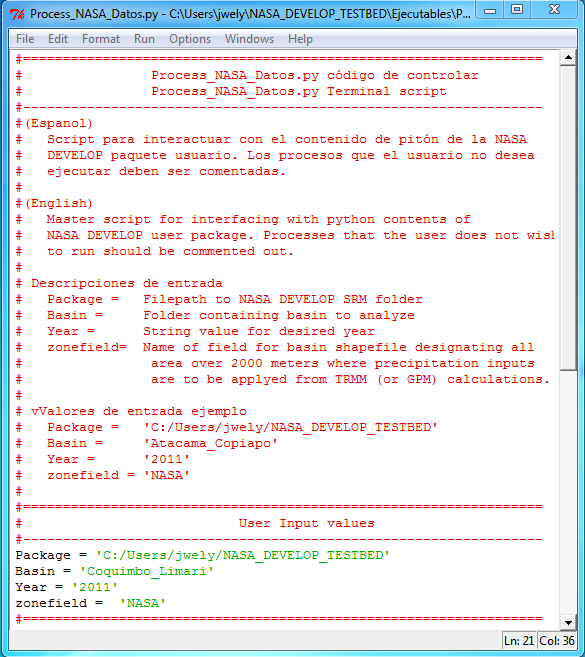 Process_NASA_Datos.py - C:\Users\jwely\NASA_DEVELOP_TESTBED\Ejecutables\P...
File Edit Format Run Options Windows Help
#================================================================
#                Process_NASA_Datos.py código de controlar
#                Process_NASA_Datos.py Terminal script
#----------------------------------------------------------------
#(Espanol)
#   Script para interactuar con el contenido de pitón de la NASA
#   DEVELOP paquete usuario. Los procesos que el usuario no desea
#   ejecutar deben ser comentadas.
#
#(English)
#   Master script for interfacing with python contents of
#   NASA DEVELOP user package. Processes that the user does not wish
#   to run should be commented out.
#
# Descripciones de entrada
#   Package =   Filepath to NASA DEVELOP SRM folder
#   Basin =     Folder containing basin to analyze
#   Year =      String value for desired year
#   zonefield=  Name of field for basin shapefile designating all
#                area over 2000 meters where precipitation inputs
#                are to be applyed from TRMM (or GPM) calculations.
#
# vValores de entrada ejemplo
#   Package =   'C:/Users/jwely/NASA_DEVELOP_TESTBED'
#   Basin =     'Atacama_Copiapo'
#   Year =      '2011'
#   zonefield = 'NASA'
#
#================================================================
#                           User Input values
#----------------------------------------------------------------
Package = 'C:/Users/jwely/NASA_DEVELOP_TESTBED'
Basin = 'Coquimbo_Limari'
Year = '2011'
zonefield =  'NASA'
#================================================================
Ln: 21 Col: 36